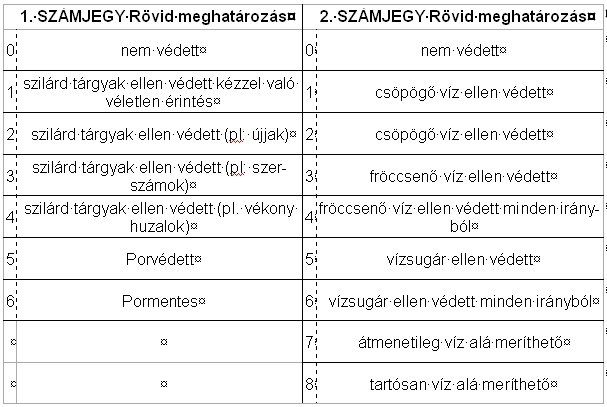 1. SZÁMJEGY Rövid meghatározás¤ 2. SZÁMJEGY Rövid meghatározás¤
0 nem védett¤ 0 nem védett¤
1 szilárd tárgyak ellen védett kézzel való
véletlen érintés¤ 1 csöpögő víz ellen védett¤
2 szilárd tárgyak ellen védett (pl: újjak)¤ 2 csöpögő víz ellen védett¤
3 szilárd tárgyak ellen védett (pl: szer-
számok)¤ 3 fröccsenő víz ellen védett¤
4 szilárd tárgyak ellen védett (pl. vékony
huzalok)¤ 4 fröccsenő víz ellen védett minden irány-
ból¤
5 Porvédett¤ 5 vízsugár ellen védett¤
6 Pormentes¤ 6 vízsugár ellen védett minden irányból¤
¤ ¤ 7 átmenetileg víz alá meríthető¤
¤ ¤ 8 tartósan víz alá meríthető¤